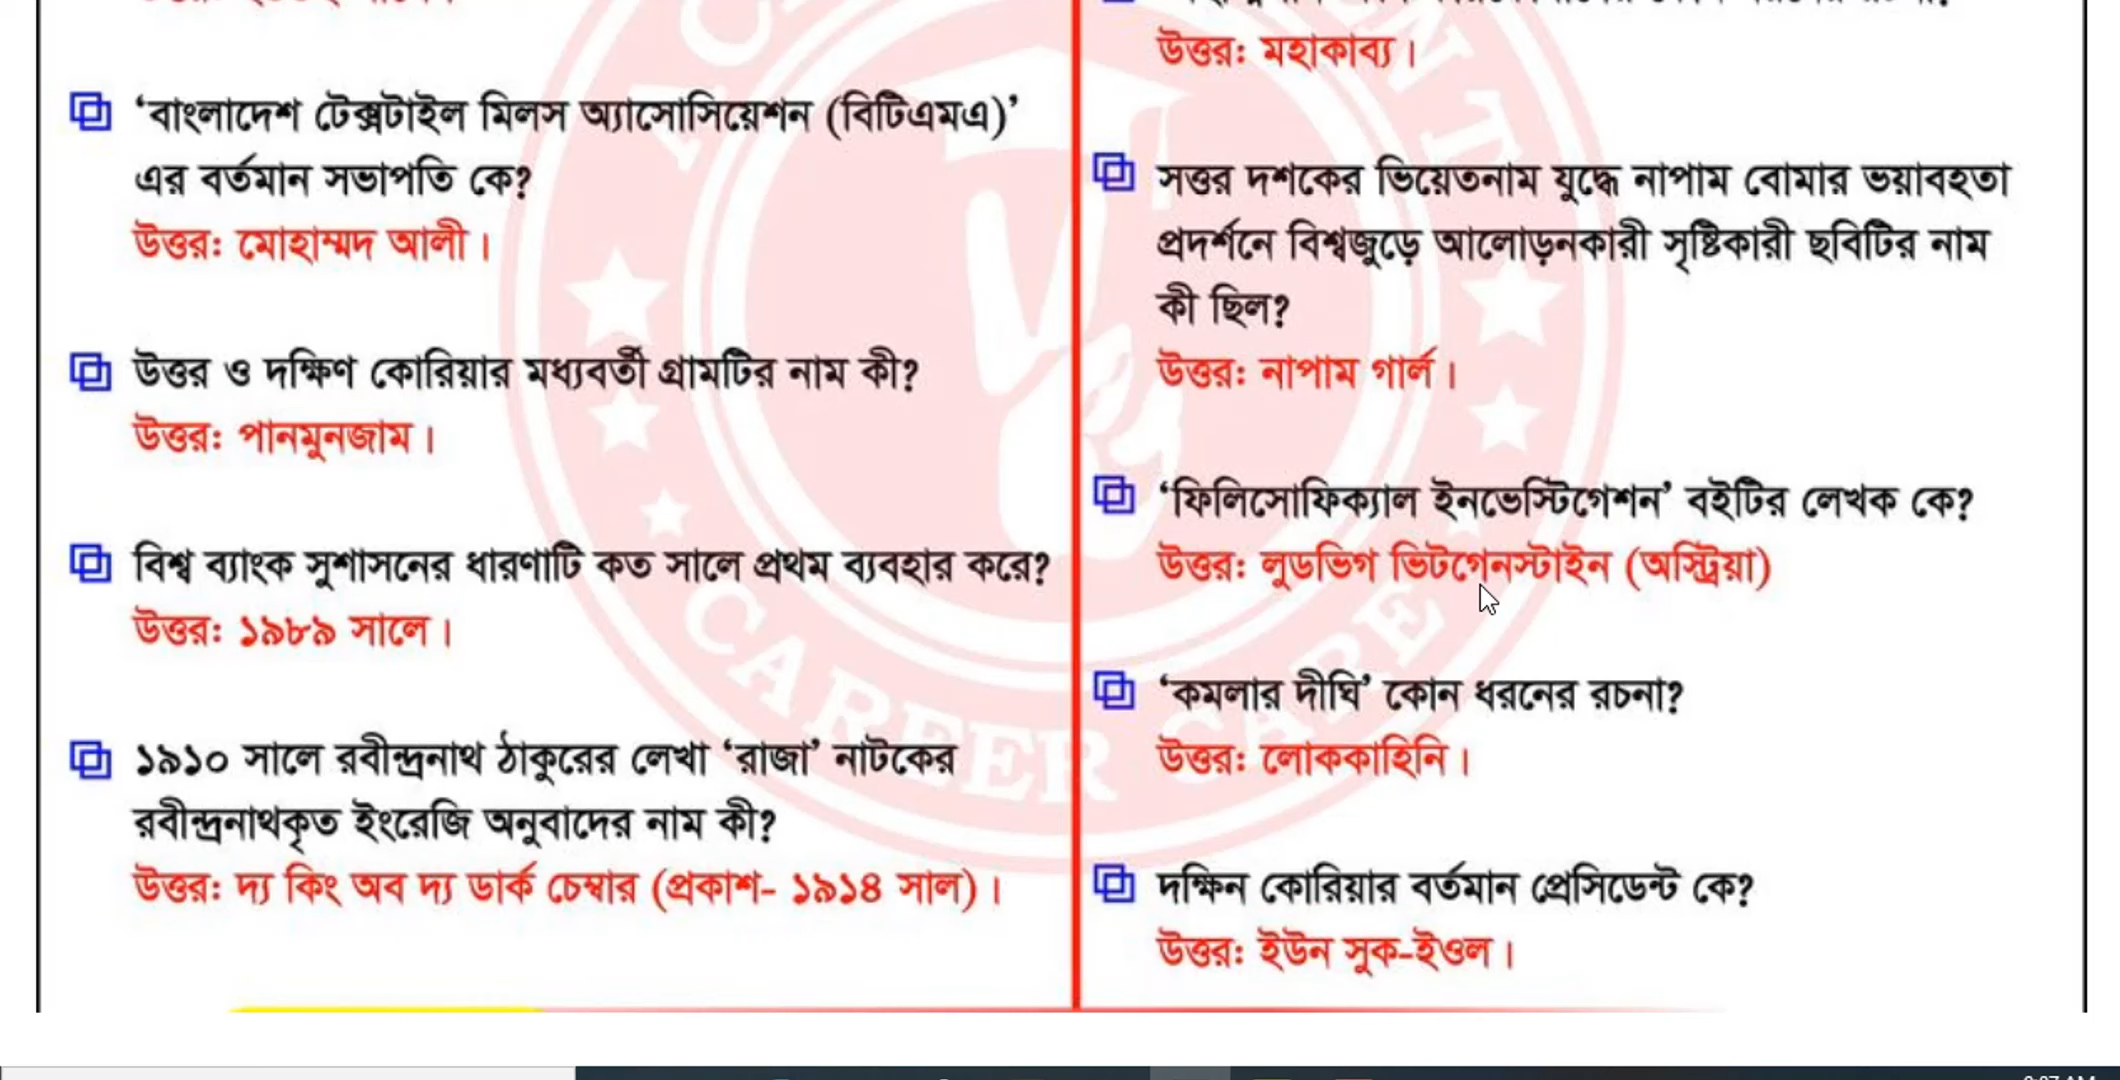 উত্তর: মহাকাব্য।
‘বাংলাদেশ টেক্সটাইল মিলস অ্যাসোসিয়েশন (বিটিএমএ)’
এর বর্তমান সভাপতি কে?
উত্তর: মোহাম্মদ আলী।
উত্তর ও দক্ষিণ কোরিয়ার মধ্যবর্তী গ্রামটির নাম কী?
উত্তর: পানমুনজাম।
বিশ্ব ব্যাংক সুশাসনের ধারণাটি কত সালে প্রথম ব্যবহার করে?
উত্তর: ১৯৮৯ সালে।
১৯১০ সালে রবীন্দ্রনাথ ঠাকুরের লেখা ‘রাজা’ নাটকের
রবীন্দ্রনাথকৃত ইংরেজি অনুবাদের নাম কী?
উত্তর: দ্য কিং অব দ্য ডার্ক চেম্বার (প্রকাশ- ১৯১৪ সাল)।
সত্তর দশকের ভিয়েতনাম যুদ্ধে নাপাম বোমার ভয়াবহতা
প্রদর্শনে বিশ্বজুড়ে আলোড়নকারী সৃষ্টিকারী ছবিটির নাম
কী ছিল?
উত্তর: নাপাম গার্ল।
‘ফিলিসোফিক্যাল ইনভেস্টিগেশন’ বইটির লেখক কে?
উত্তর: লুডভিগ ভিটগেনস্টাইন (অস্ট্রিয়া)
‘কমলার দীঘি’ কোন ধরনের রচনা?
উত্তর: লোককাহিনি।
দক্ষিন কোরিয়ার বর্তমান প্রেসিডেন্ট কে?
উত্তর: ইউন সুক-ইওল।
CAREER CARE